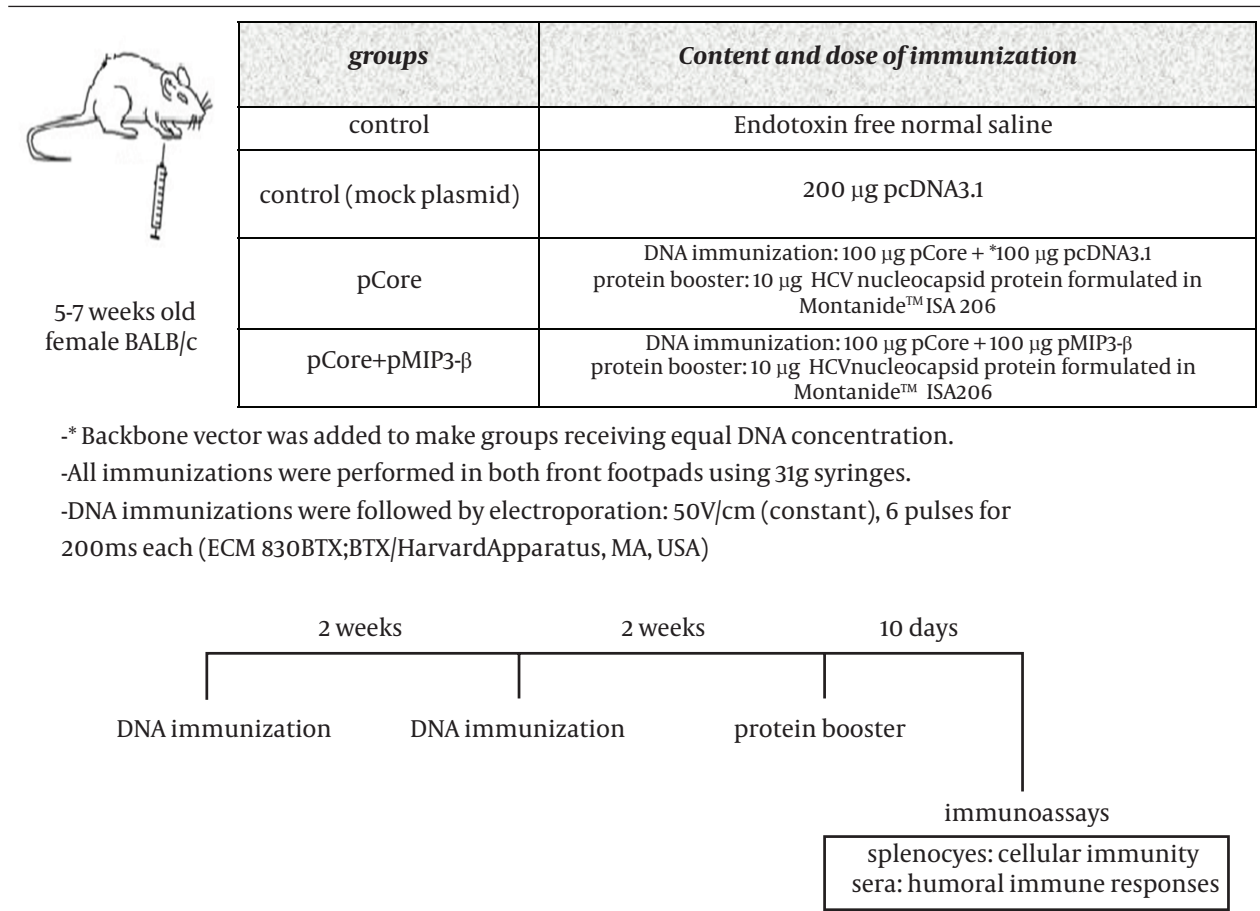 groups
Content and dose of immunization
control
Endotoxin free normal saline
control (mock plasmid)
200 μg pcDNA3.1
pCore
DNA immunization: 100 μg pCore + *100 μg pcDNA3.1
protein booster: 10 μg HCV nucleocapsid protein formulated in
Montanide™ ISA 206
pCore+pMIP3-β
DNA immunization: 100 μg pCore + 100 μg pMIP3-β
protein booster: 10 μg HCVnucleocapsid protein formulated in
Montanide™ ISA206
5-7 weeks old
female BALB/c
-* Backbone vector was added to make groups receiving equal DNA concentration.
-All immunizations were performed in both front footpads using 31g syringes.
-DNA immunizations were followed by electroporation: 50V/cm (constant), 6 pulses for
200ms each (ECM 830BTX;BTX/HarvardApparatus, MA, USA)
2 weeks
2 weeks
10 days
DNA immunization
DNA immunization
protein booster
immunoassays
splenocyes: cellular immunity
sera: humoral immune responses